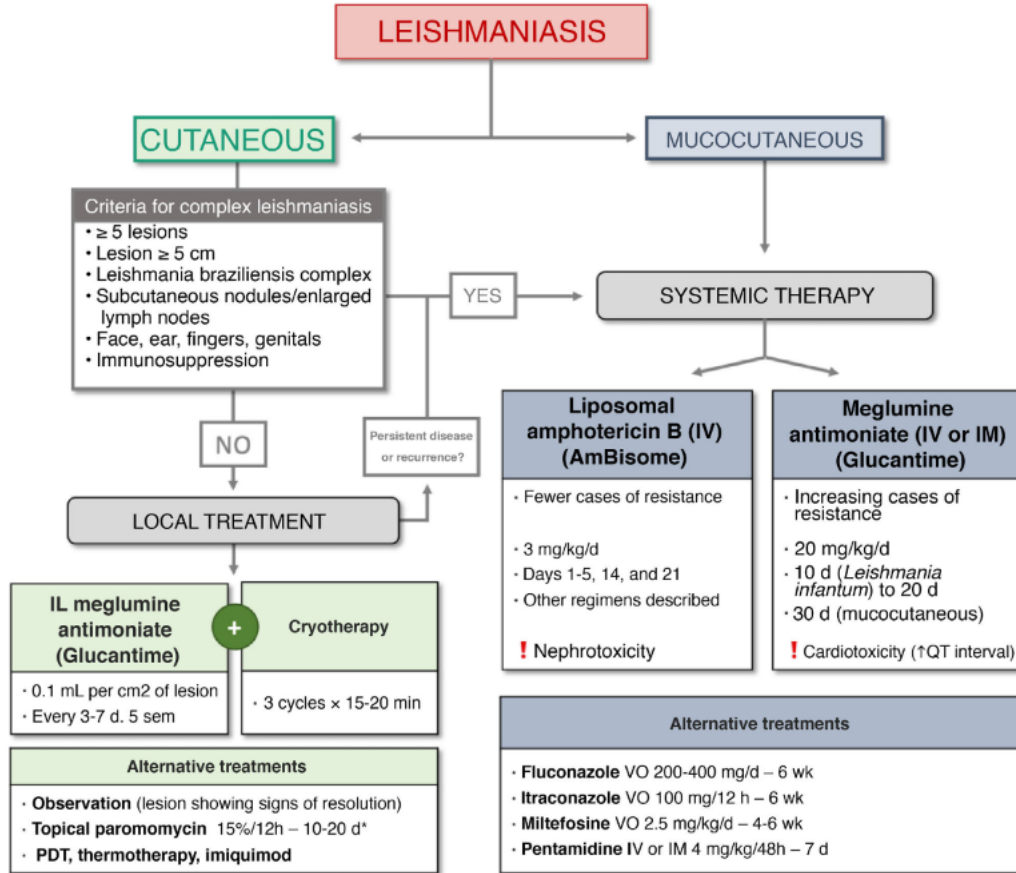 LEISHMANIASIS
CUTANEOUS
MUCOCUTANEOUS
Criteria for complex leishmaniasis
• ≥ 5 lesions
• Lesion ≥ 5 cm
• Leishmania braziliensis complex
• Subcutaneous nodules/enlarged
lymph nodes
• Face, ear, fingers, genitals
• Immunosuppression
YES
SYSTEMIC THERAPY
NO
Persistent disease
or recurrence?
LOCAL TREATMENT
IL meglumine
antimoniate
(Glucantime)
· 0.1 mL per cm2 of lesion
· Every 3-7 d. 5 sem
+
Cryotherapy
· 3 cycles × 15-20 min
Alternative treatments
· Observation (lesion showing signs of resolution)
· Topical paromomycin 15%/12h – 10-20 d*
· PDT, thermotherapy, imiquimod
Liposomal
amphotericin B (IV)
(AmBisome)
· Fewer cases of resistance
· 3 mg/kg/d
· Days 1-5, 14, and 21
· Other regimens described
! Nephrotoxicity
Meglumine
antimoniate (IV or IM)
(Glucantime)
· Increasing cases of
resistance
· 20 mg/kg/d
· 10 d (Leishmania
infantum) to 20 d
· 30 d (mucocutaneous)
! Cardiotoxicity (↑QT interval)
Alternative treatments
· Fluconazole VO 200-400 mg/d – 6 wk
· Itraconazole VO 100 mg/12 h – 6 wk
· Miltefosine VO 2.5 mg/kg/d – 4-6 wk
· Pentamidine IV or IM 4 mg/kg/48h – 7 d